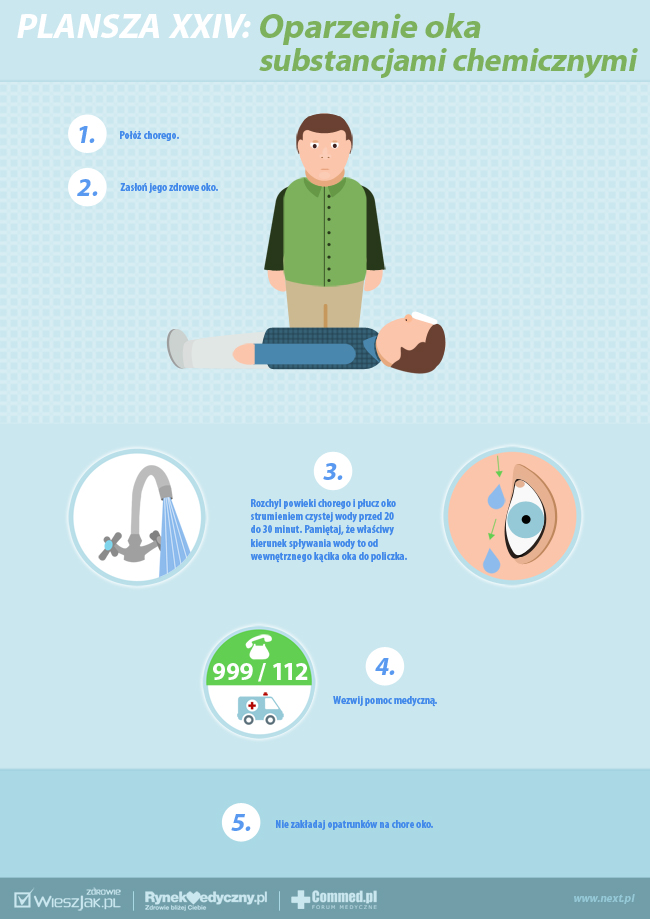 PLANSZA XXIV: Oparzenie oka
substancjami chemicznymi
1.
Połóż chorego.
2.
Zasłoń jego zdrowe oko.
3.
Rozchyl powieki chorego i płucz oko
strumieniem czystej wody przed 20
do 30 minut. Pamiętaj, że właściwy
kierunek spływania wody to od
wewnętrznego kącika oka do policzka.
999 / 112
4.
Wezwij pomoc medyczną.
5.
Nie zakładaj opatrunków na chore oko.
ZDROWIE
WIESZJAK.PL
RynekMedyczny.pl
Zdrowie bliżej Ciebie
Commed.pl
FORUM MEDYCZNE
www.next.pl